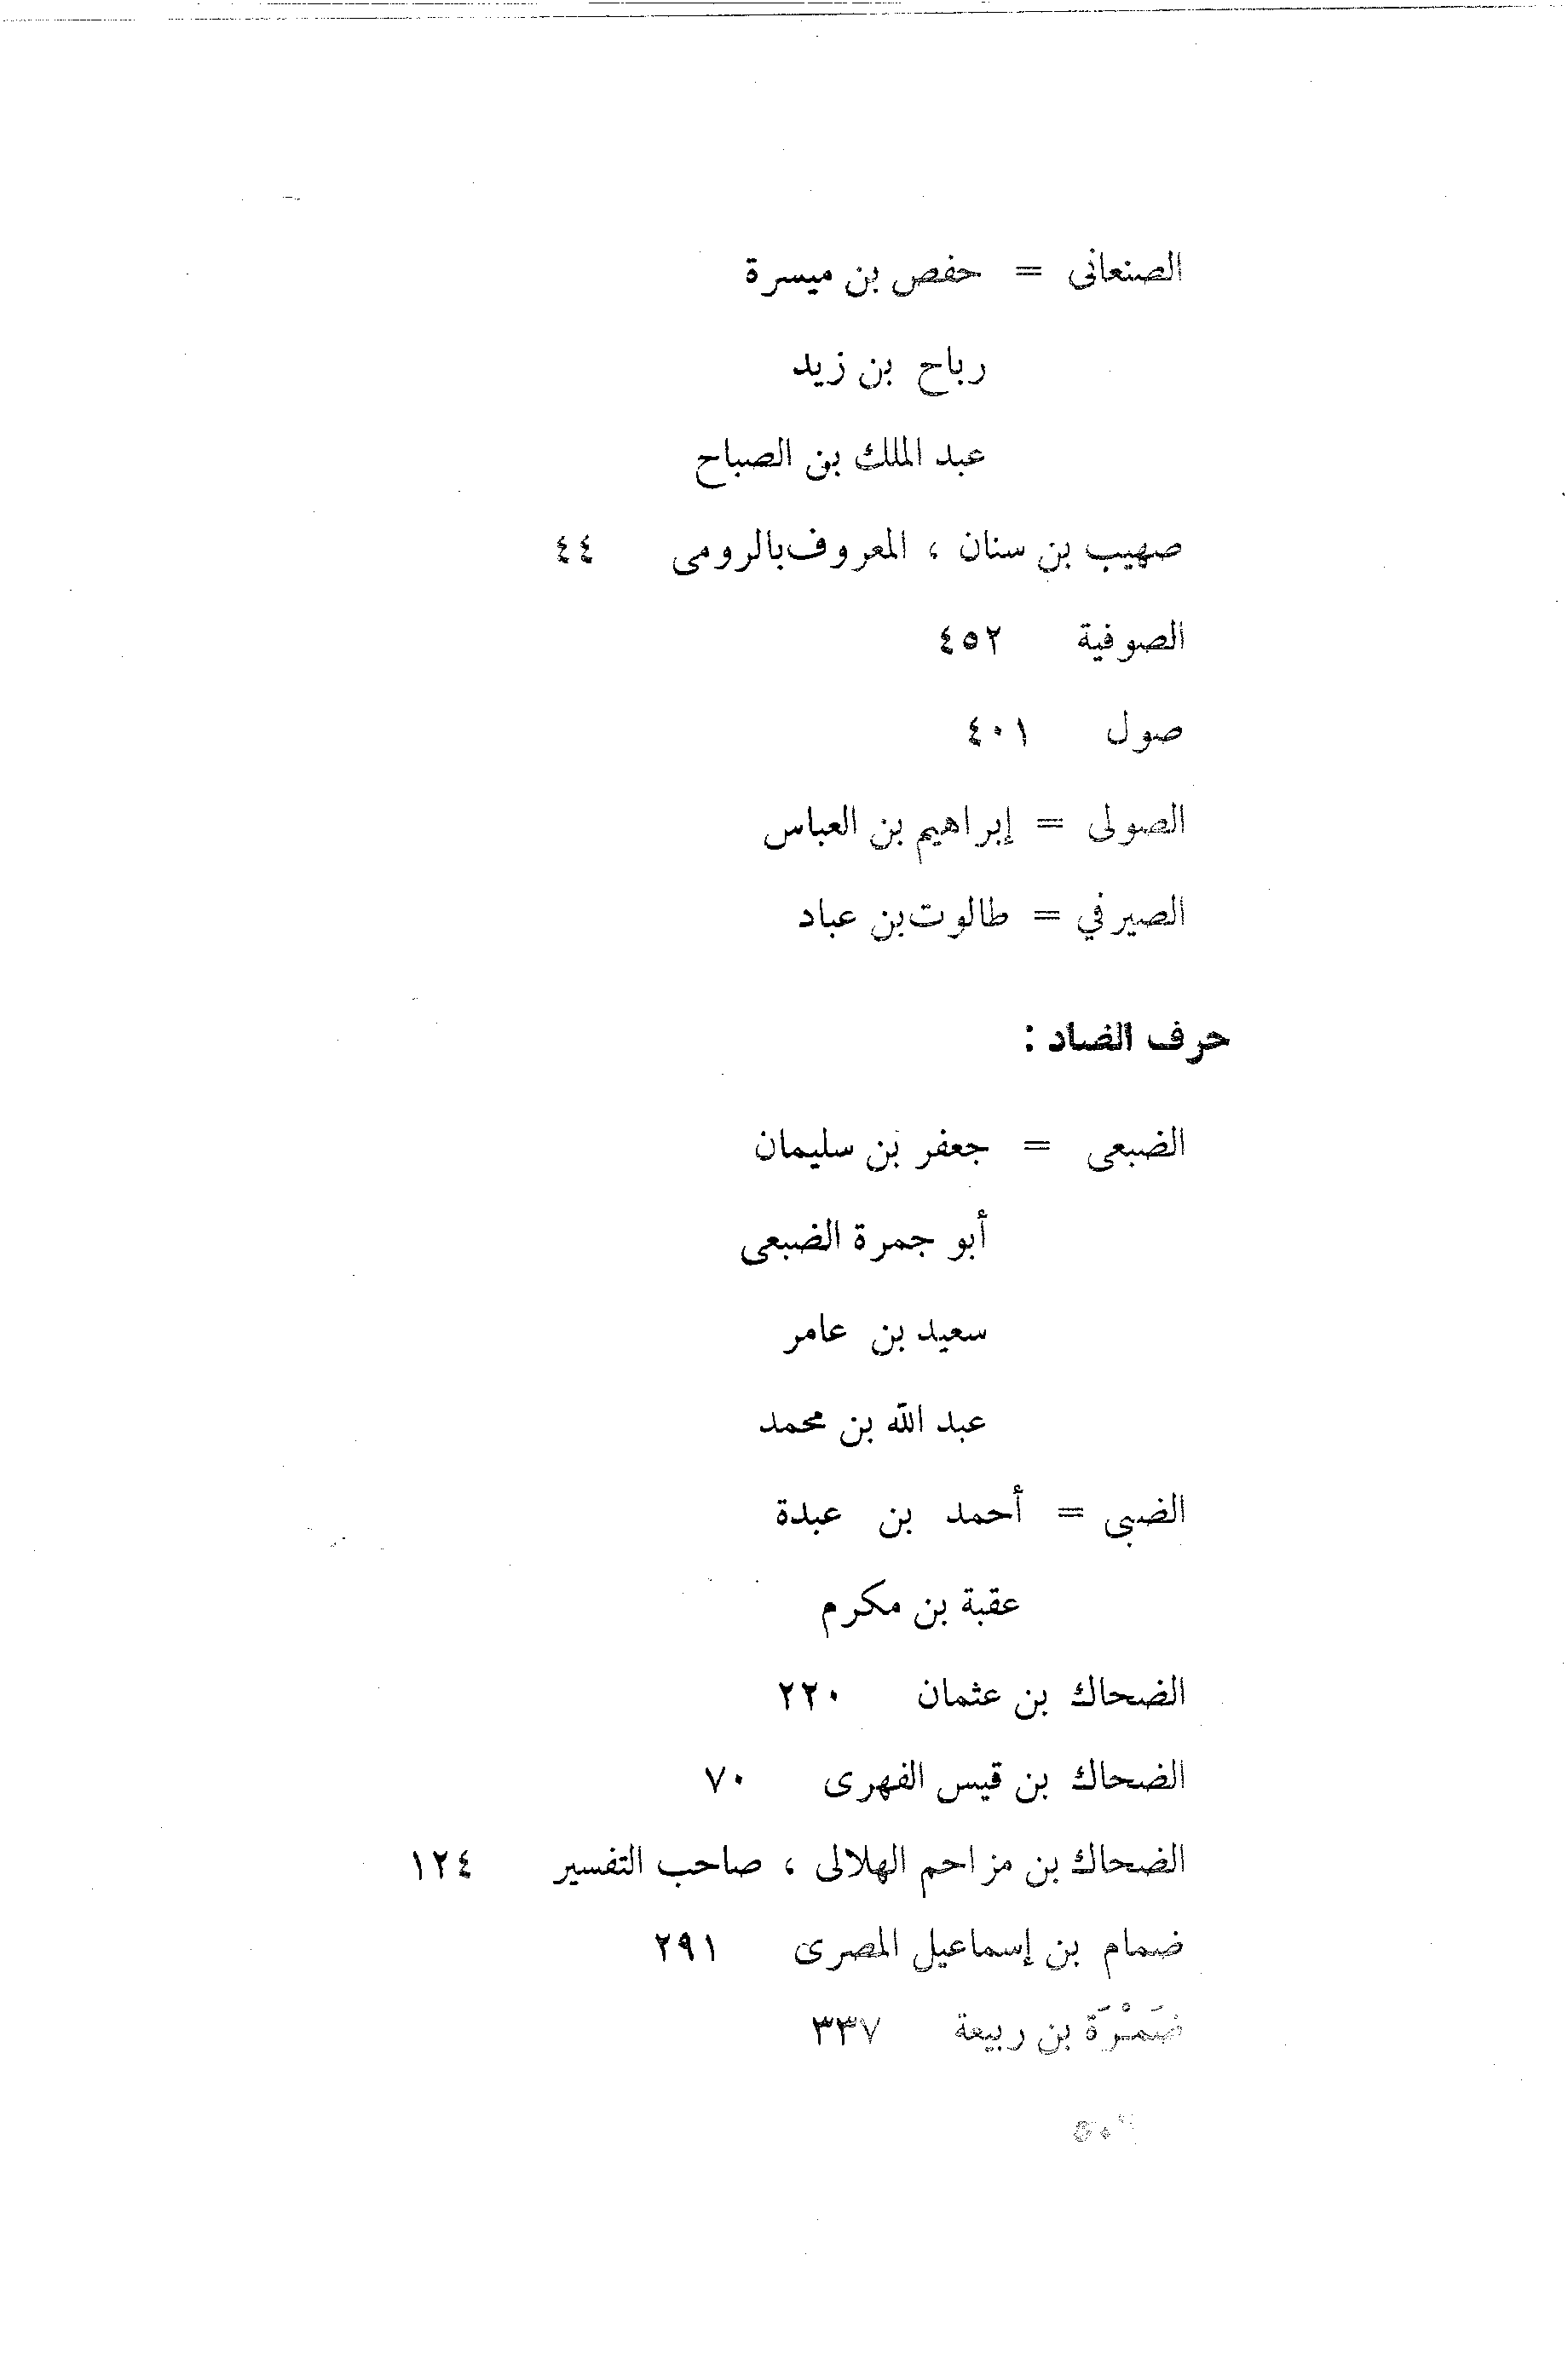 الصنعانى = حفص بن ميسرة
رباح بن زيد
عبد الملك بن الصباح
صهيب بن سنان ، المعروف بالرومى ٤٤
الصوفية ٤٥٢
صول ٤٠١
الصولى = إبراهيم بن العباس
الصيرفي = طالوت بن عباد
حرف الضاد :
الضبعى = جعفر بن سليمان
أبو جمرة الضبعى
سعيد بن عامر
عبد الله بن محمد
الضبى = أحمد بن عبدة
عقبة بن مكرم
الضحاك بن عثمان ٢٢٠
الضحاك بن قيس الفهرى ٧٠
الضحاك بن مزاحم الهلالى ، صاحب التفسير ١٢٤
ضمام بن إسماعيل المصرى ٢٩١
ضَمْرَة بن ربيعة ٣٣٧